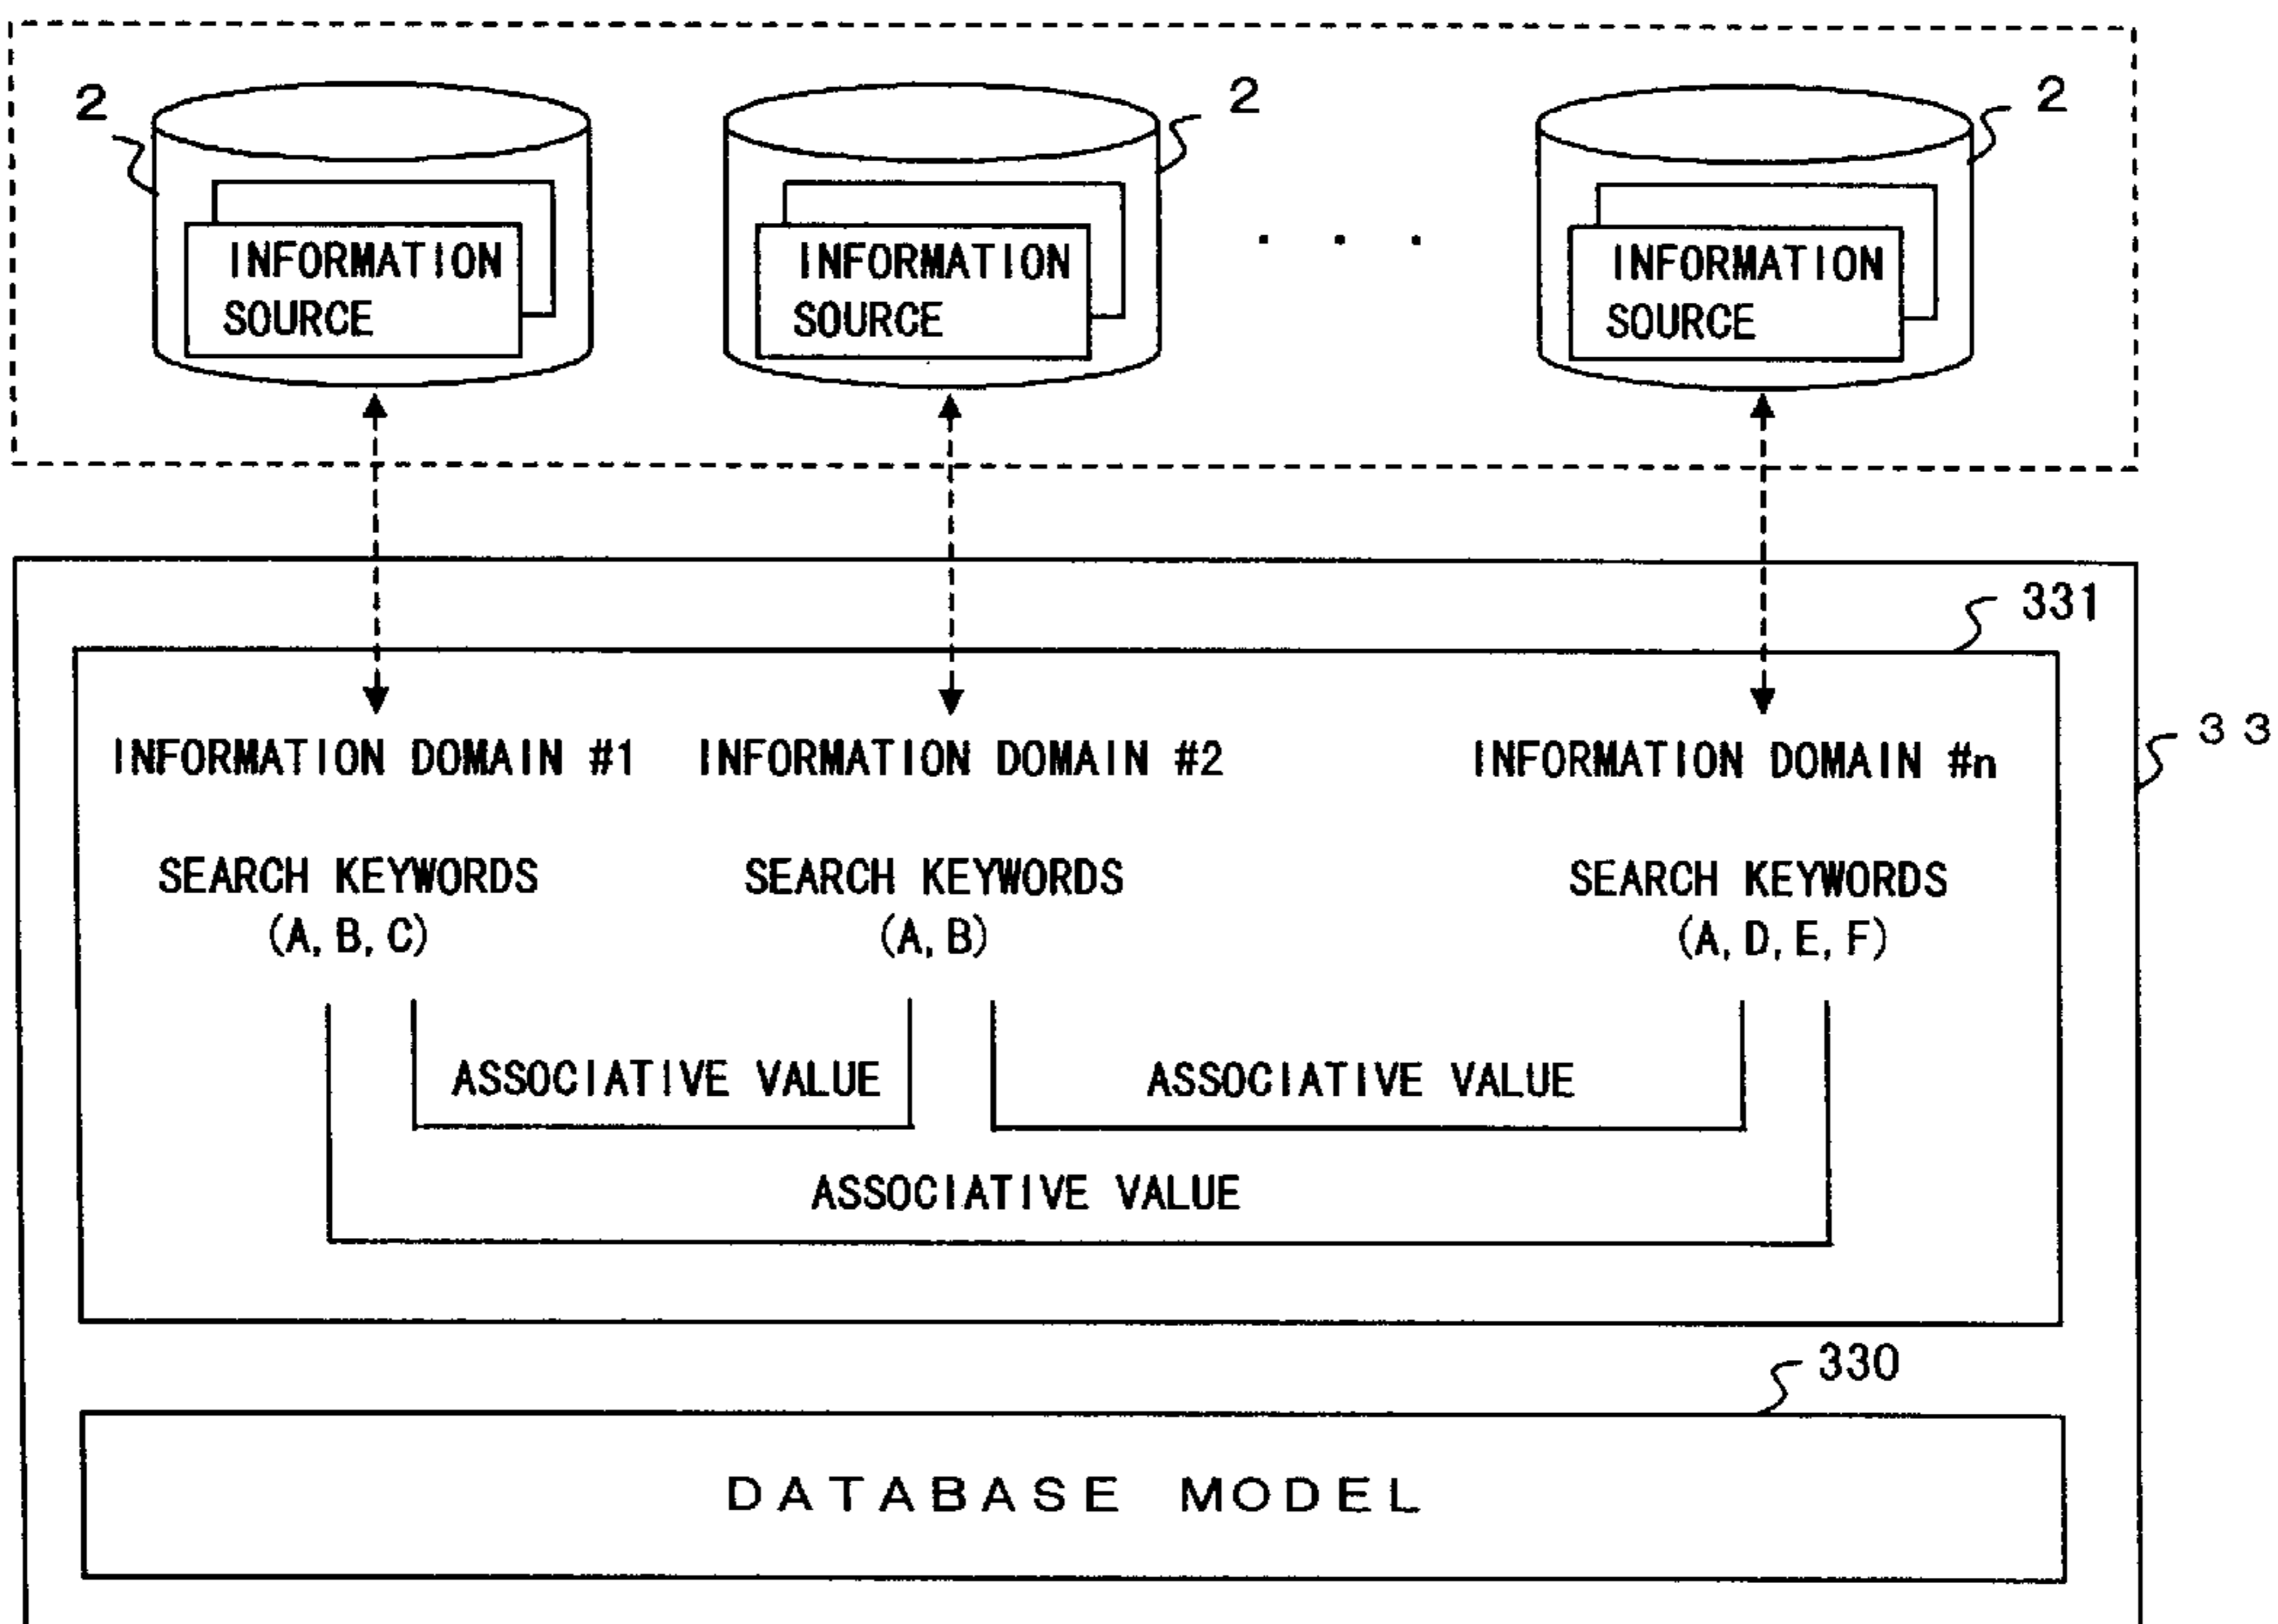 2
2
2
INFORMATION
SOURCE
INFORMATION
SOURCE
. . .
INFORMATION
SOURCE
331
33
INFORMATION DOMAIN #1
INFORMATION DOMAIN #2
INFORMATION DOMAIN #n
SEARCH KEYWORDS
(A, B, C)
SEARCH KEYWORDS
(A, B)
SEARCH KEYWORDS
(A, D, E, F)
ASSOCIATIVE VALUE
ASSOCIATIVE VALUE
ASSOCIATIVE VALUE
330
DATABASE MODEL